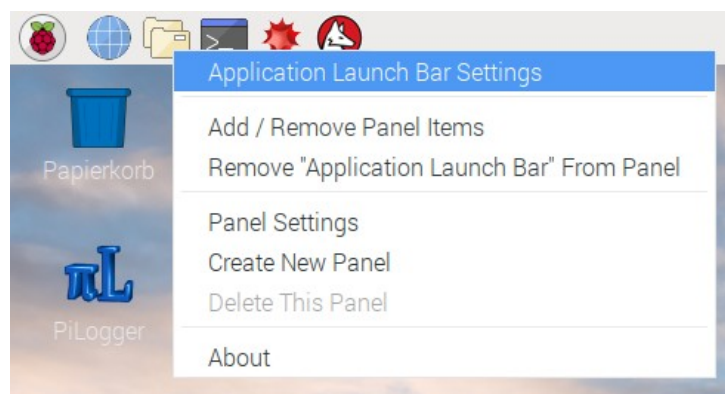 >_
Application Launch Bar Settings
Add / Remove Panel Items
Papierkorb
Remove "Application Launch Bar" From Panel
Panel Settings
Create New Panel
πL
Delete This Panel
PiLogger
About